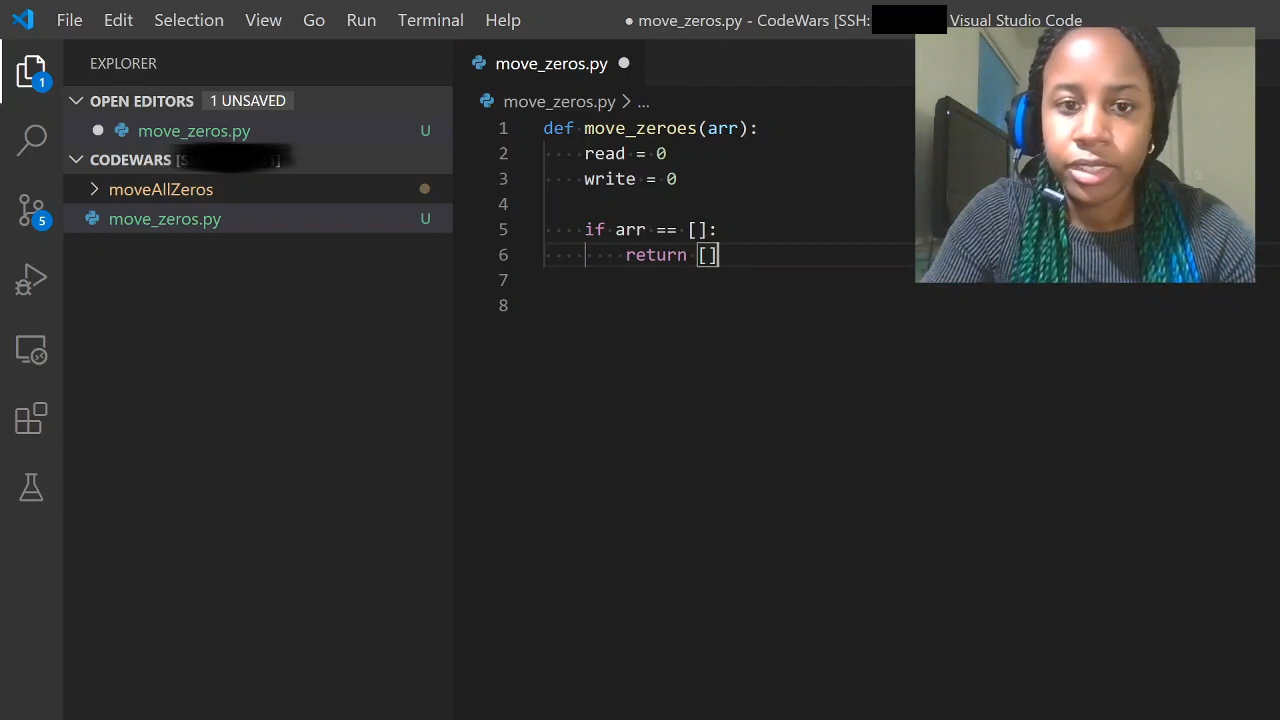 File Edit Selection View Go Run Terminal Help ● move_zeros.py - CodeWars [SSH: Visual Studio Code
EXPLORER
OPEN EDITORS 1 UNSAVED
move_zeros.py U
CODEWARS [
moveAllZeros
move_zeros.py U
1
5
move_zeros.py
move_zeros.py > ...
1 def move_zeroes(arr):
2 read = 0
3 write = 0
4
5 if arr == []:
6 return []
7
8